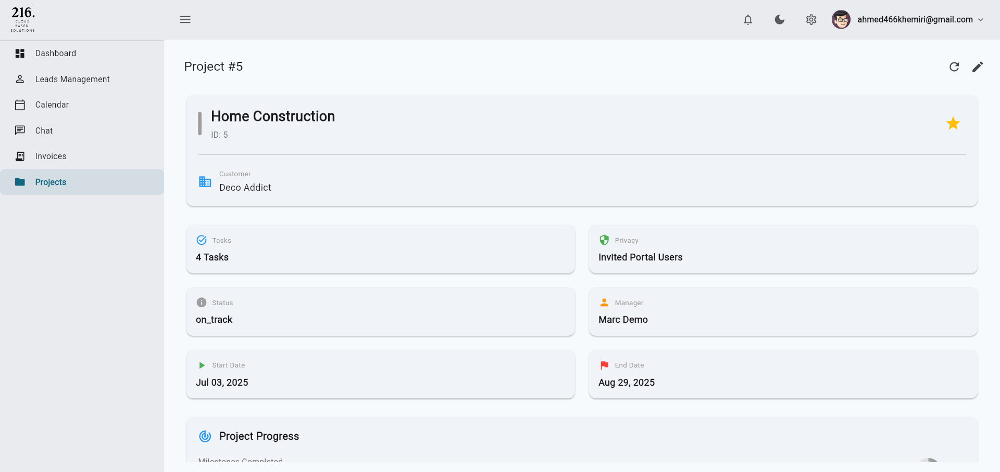 216.
CLOUD
BASED
SOLUTIONS
ahmed466khemiri@gmail.com
Dashboard
Leads Management
Calendar
Chat
Invoices
Projects
Project #5
Home Construction
ID: 5
Customer
Deco Addict
Tasks
4 Tasks
Privacy
Invited Portal Users
Status
on_track
Manager
Marc Demo
Start Date
Jul 03, 2025
End Date
Aug 29, 2025
Project Progress
Milestones Completed